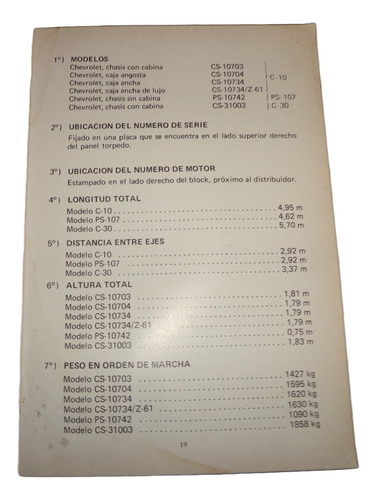 1º) MODELOS
Chevrolet, chasis con cabina CS-10703
Chevrolet, caja angosta CS-10704
Chevrolet, caja ancha CS-10734 C-10
Chevrolet, caja ancha de lujo CS-10734/Z-61
Chevrolet, chasis sin cabina PS-10742 PS-107
Chevrolet, chasis con cabina CS-31003 C-30
2º) UBICACION DEL NUMERO DE SERIE
Fijado en una placa que se encuentra en el lado superior derecho
del panel torpedo.
3º) UBICACION DEL NUMERO DE MOTOR
Estampado en el lado derecho del block, próximo al distribuidor.
4º) LONGITUD TOTAL
Modelo C-10 4,95 m
Modelo PS-107 4,62 m
Modelo C-30 5,70 m
5º) DISTANCIA ENTRE EJES
Modelo C-10 2,92 m
Modelo PS-107 2,92 m
Modelo C-30 3,37 m
6º) ALTURA TOTAL
Modelo CS-10703 1,81 m
Modelo CS-10704 1,79 m
Modelo CS-10734 1,79 m
Modelo CS-10734/Z-61 1,79 m
Modelo PS-10742 0,75 m
Modelo CS-31003 1,83 m
7º) PESO EN ORDEN DE MARCHA
Modelo CS-10703 1427 kg
Modelo CS-10704 1595 kg
Modelo CS-10734 1620 kg
Modelo CS-10734/Z-61 1630 kg
Modelo PS-10742 1090 kg
Modelo CS-31003 1858 kg
19